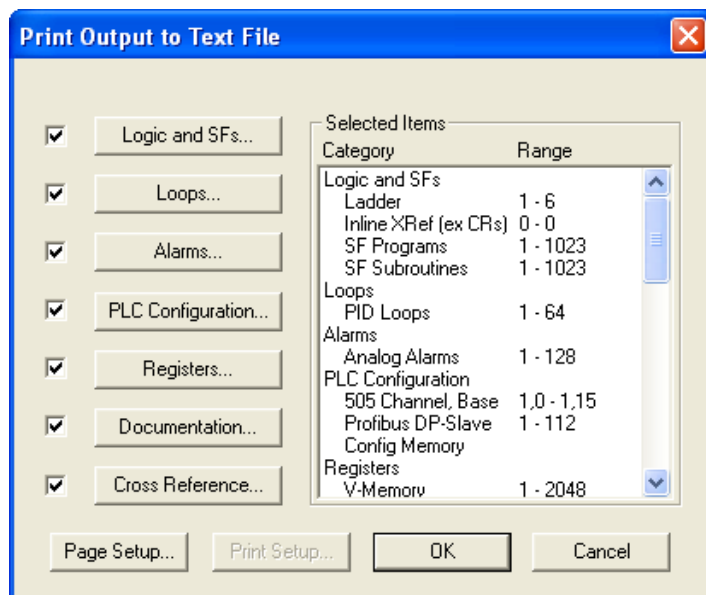 Print Output to Text File
Logic and SFs...
Loops...
Alarms...
PLC Configuration...
Registers...
Documentation...
Cross Reference...
Selected Items
Category Range
Logic and SFs
Ladder 1 - 6
Inline XRef (ex CRs) 0 - 0
SF Programs 1 - 1023
SF Subroutines 1 - 1023
Loops
PID Loops 1 - 64
Alarms
Analog Alarms 1 - 128
PLC Configuration
505 Channel, Base 1,0 - 1,15
Profibus DP-Slave 1 - 112
Config Memory
Registers
V-Memory 1 - 2048
Page Setup... Print Setup... OK Cancel